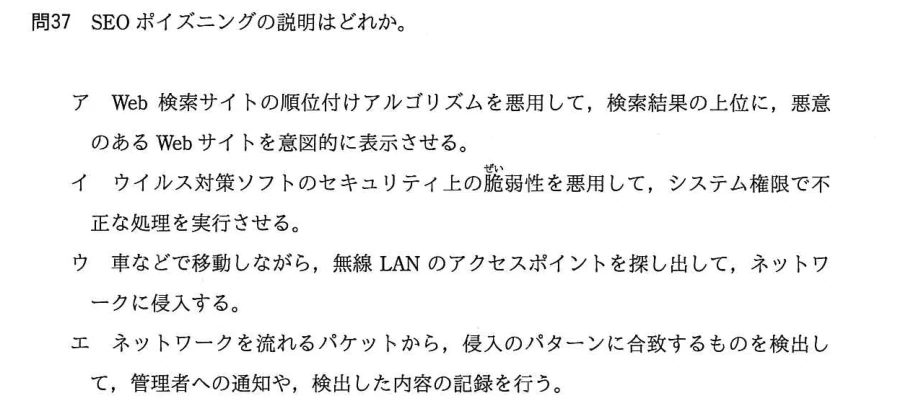 問37 SEO ポイズニングの説明はどれか。
ア Web 検索サイトの順位付けアルゴリズムを悪用して，検索結果の上位に，悪意
のある Web サイトを意図的に表示させる。
イ ウイルス対策ソフトのセキュリティ上の脆弱性を悪用して，システム権限で不
ぜい
正な処理を実行させる。
ウ 車などで移動しながら，無線 LAN のアクセスポイントを探し出して，ネットワ
ークに侵入する。
エ ネットワークを流れるパケットから，侵入のパターンに合致するものを検出し
て，管理者への通知や，検出した内容の記録を行う。